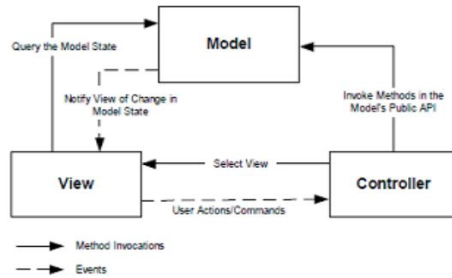 Model
Query the Model State
Notify View of Change in
Model State
Invoke Methods in the
Model's Public API
View
Select View
User Actions/Commands
Controller
Method Invocations
Events